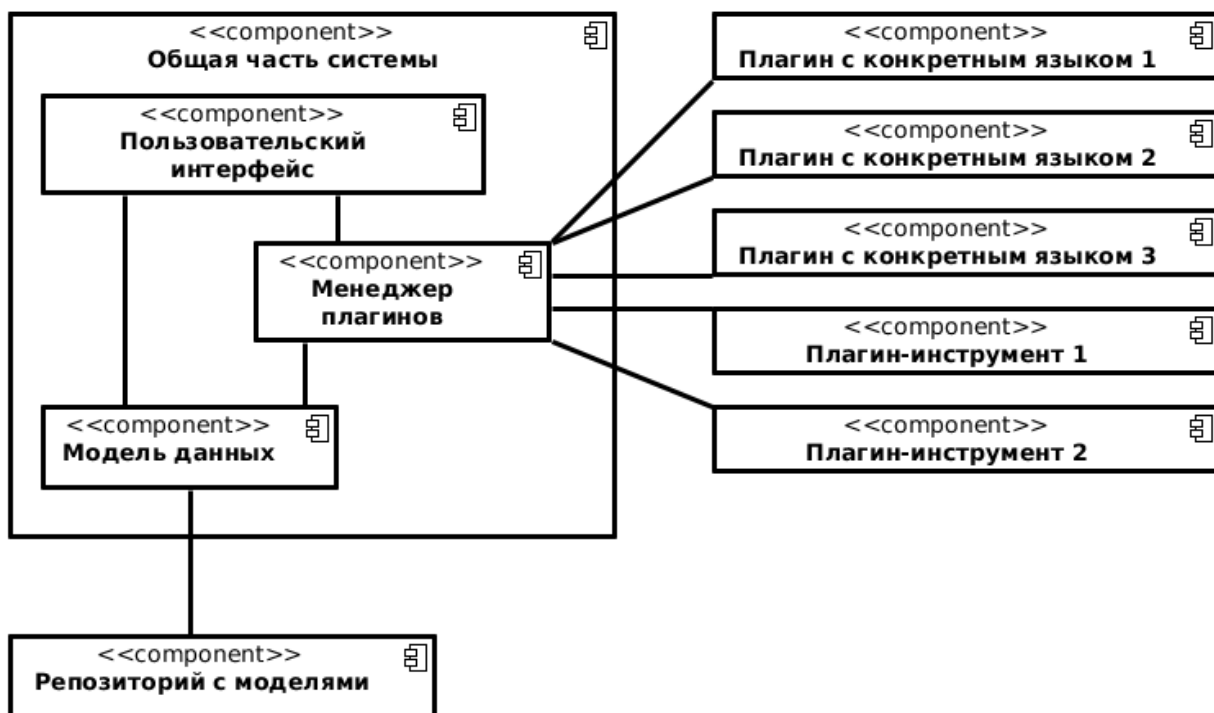 <<component>>
Общая часть системы
<<component>>
Пользовательский
интерфейс
<<component>>
Менеджер
плагинов
<<component>>
Модель данных
<<component>>
Репозиторий с моделями
<<component>>
Плагин с конкретным языком 1
<<component>>
Плагин с конкретным языком 2
<<component>>
Плагин с конкретным языком 3
<<component>>
Плагин-инструмент 1
<<component>>
Плагин-инструмент 2